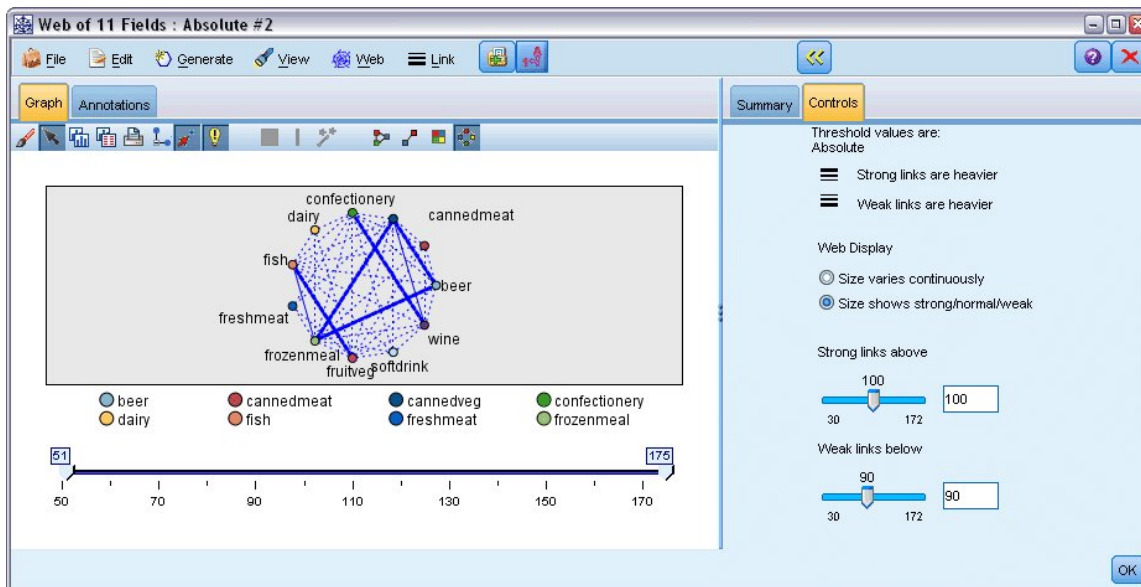 Web of 11 Fields : Absolute #2
File Edit Generate View Web Link
Graph Annotations
confectionery
dairy
cannedmeat
fish
beer
freshmeat
wine
frozenmeal
softdrink
fruitveg
beer cannedmeat cannedveg confectionery
dairy fish freshmeat frozenmeal
51 175
50 70 90 110 130 150 170
Summary Controls
Threshold values are:
Absolute
Strong links are heavier
Weak links are heavier
Web Display
Size varies continuously
Size shows strong/normal/weak
Strong links above
100
100
30 172
Weak links below
90
90
30 172
OK